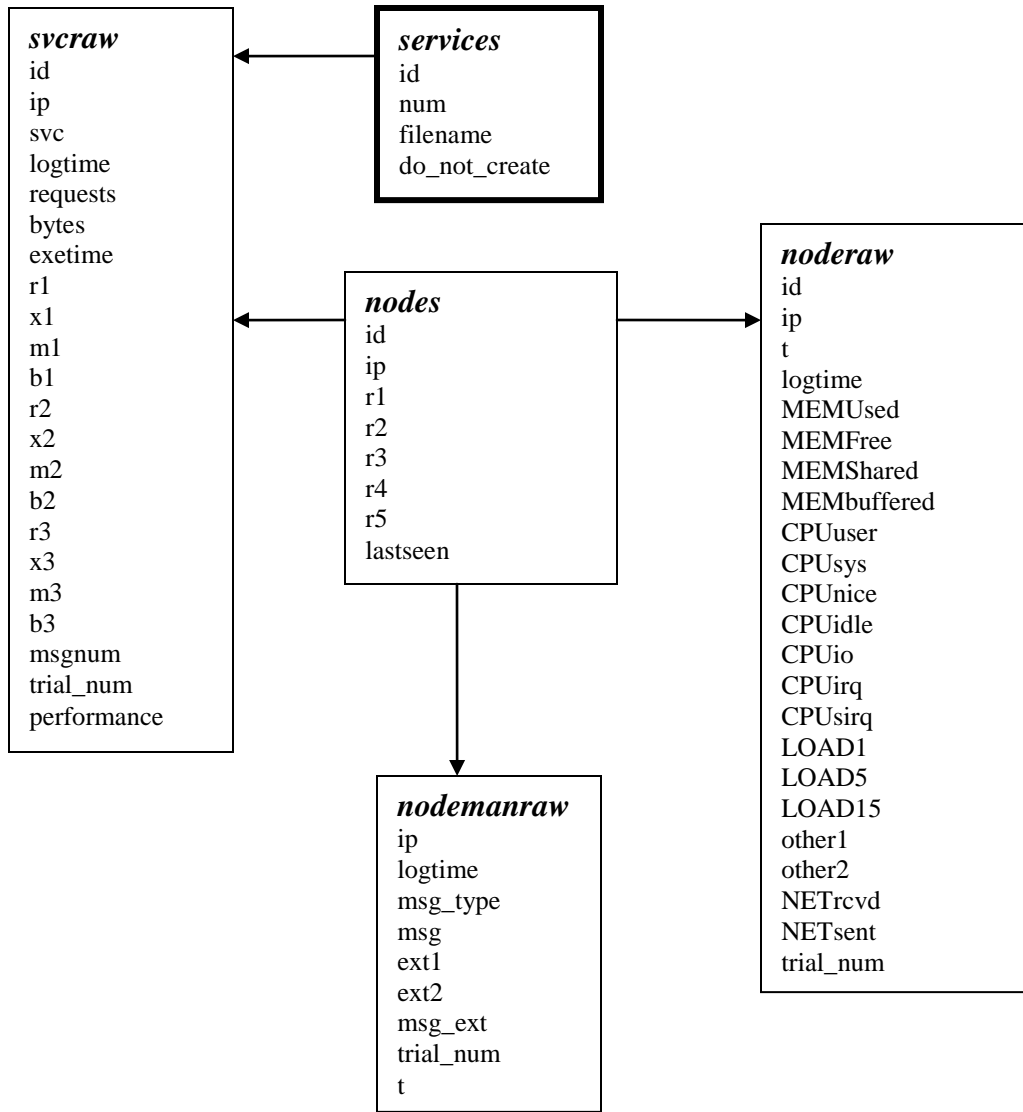 svcraw
id
ip
svc
logtime
requests
bytes
exetime
r1
x1
m1
b1
r2
x2
m2
b2
r3
x3
m3
b3
msgnum
trial_num
performance
services
id
num
filename
do_not_create
nodes
id
ip
r1
r2
r3
r4
r5
lastseen
noderaw
id
ip
t
logtime
MEMUsed
MEMFree
MEMShared
MEMbuffered
CPUuser
CPUsys
CPUnice
CPUidle
CPUio
CPUirq
CPUsirq
LOAD1
LOAD5
LOAD15
other1
other2
NETrcvd
NETsent
trial_num
nodemanraw
ip
logtime
msg_type
msg
ext1
ext2
msg_ext
trial_num
t